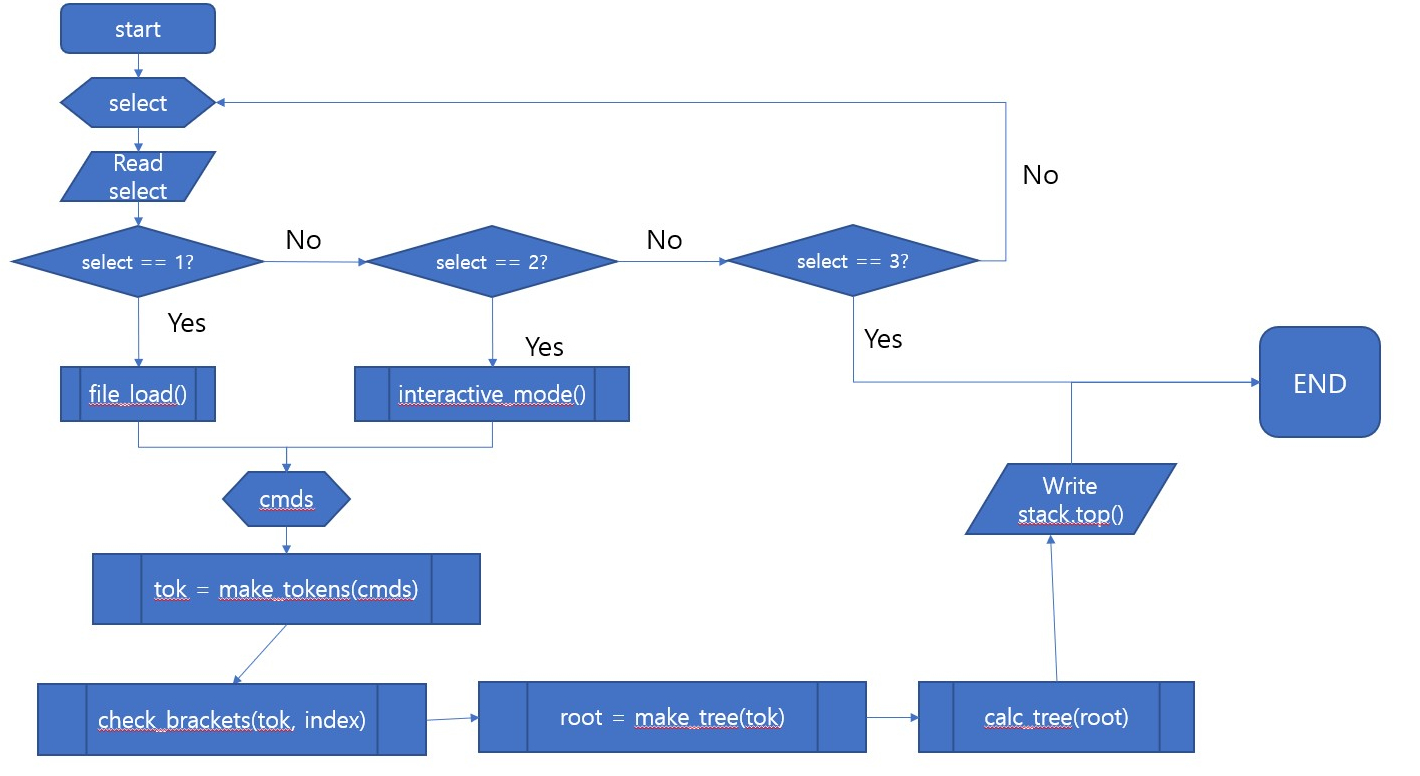 start
select
Read
select
select == 1?
No
select == 2?
No
select == 3?
No
Yes
Yes
Yes
file_load()
interactive_mode()
END
cmds
Write
stack.top()
tok = make_tokens(cmds)
check_brackets(tok, index)
root = make_tree(tok)
calc_tree(root)